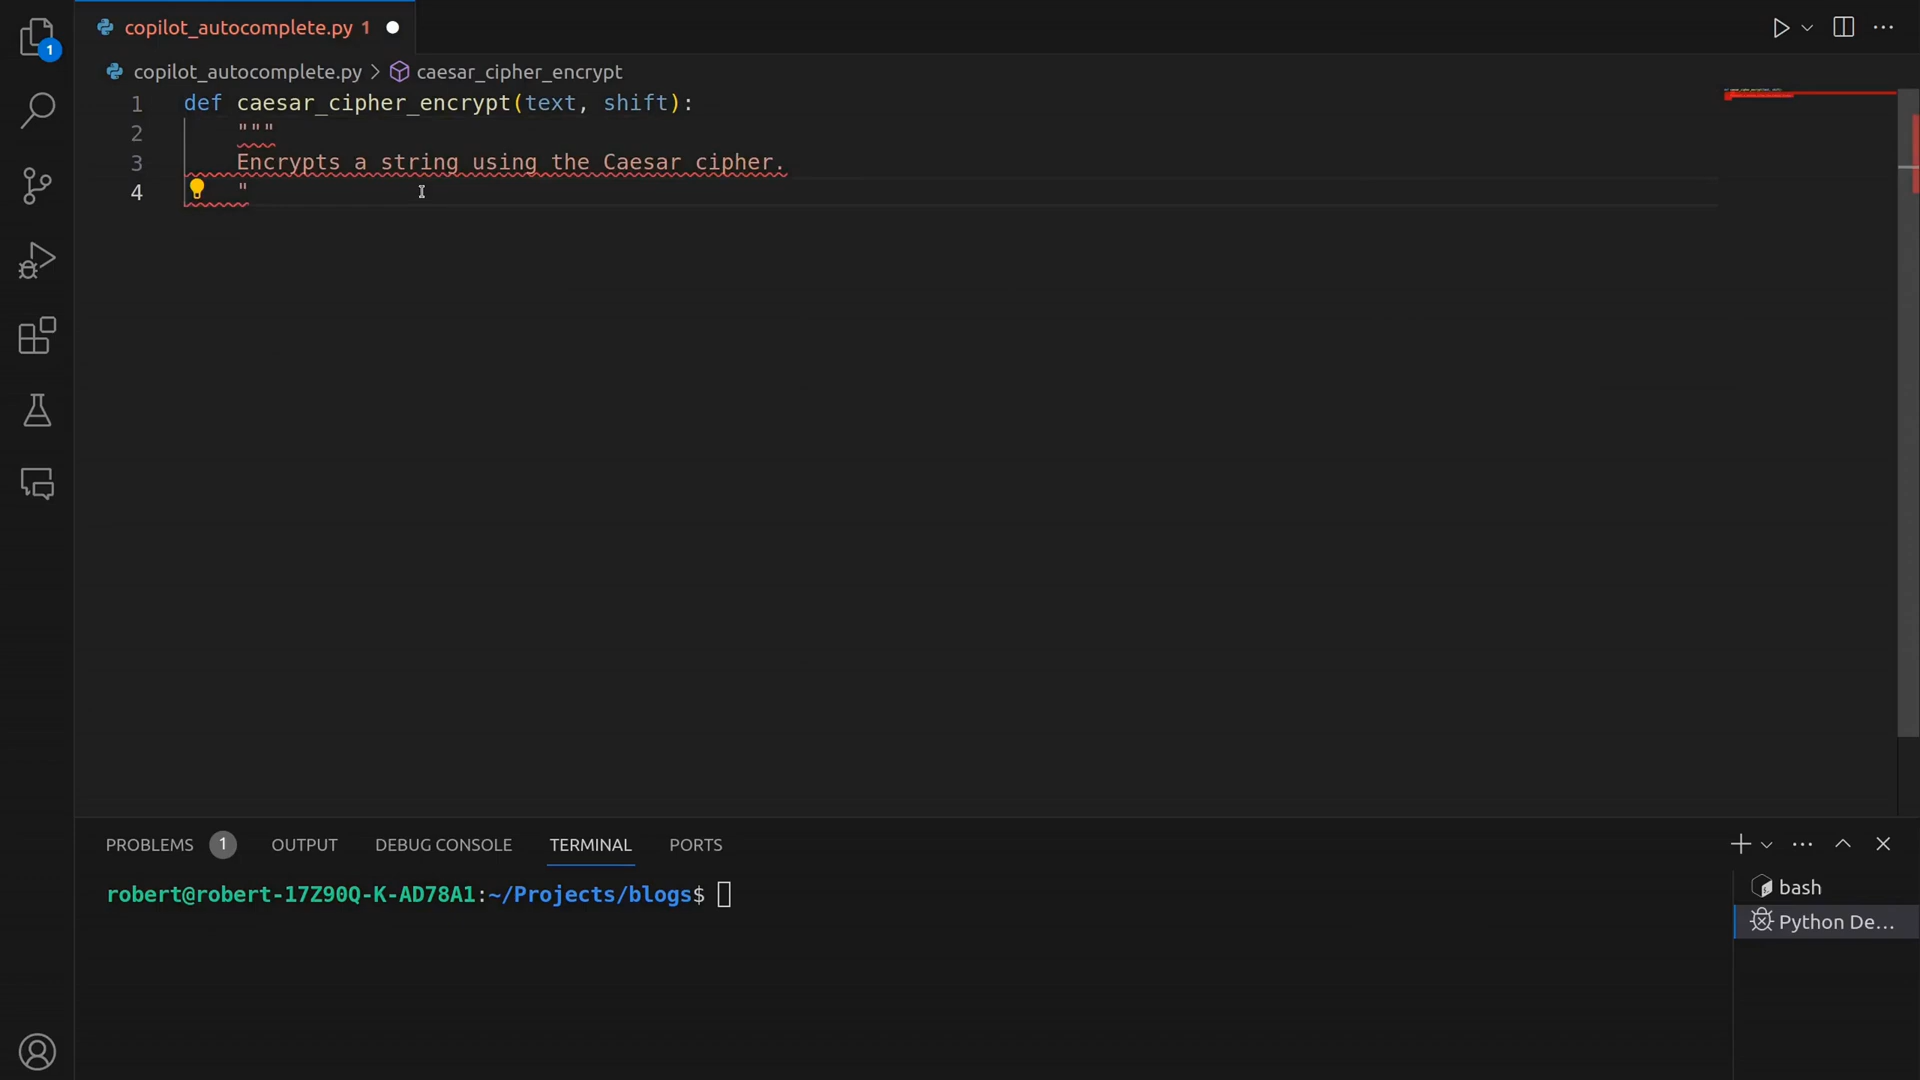 copilot_autocomplete.py 1
1
copilot_autocomplete.py > caesar_cipher_encrypt
1 def caesar_cipher_encrypt(text, shift):
2 """
3 Encrypts a string using the Caesar cipher.
4 "
PROBLEMS 1 OUTPUT DEBUG CONSOLE TERMINAL PORTS
robert@robert-17Z90Q-K-AD78A1:~/Projects/blogs$
bash
Python De...